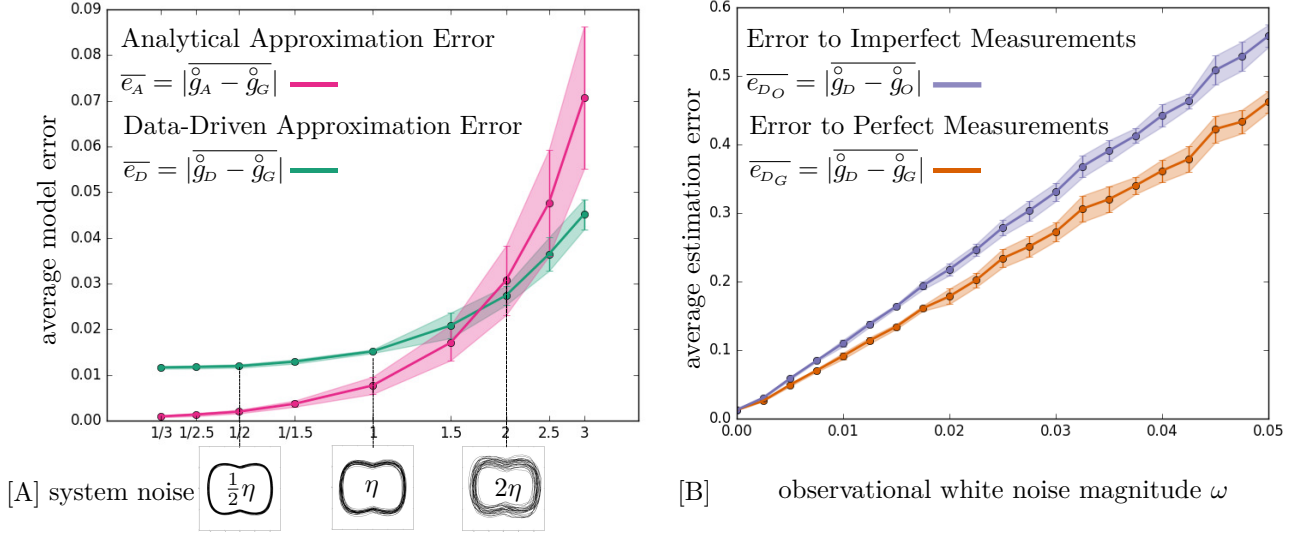 0.09
0.08
0.07
0.06
0.05
0.04
0.03
0.02
0.01
0.00
average model error
Analytical Approximation Error
e̅_A = |g̊_A − g̊_G|
Data-Driven Approximation Error
e̅_D = |g̊_D − g̊_G|
1/3 1/2.5 1/2 1/1.5 1 1.5 2 2.5 3
[A] system noise ½η η 2η
0.6
0.5
0.4
0.3
0.2
0.1
0.0
average estimation error
Error to Imperfect Measurements
e̅_{D_O} = |g̊_D − g̊_O|
Error to Perfect Measurements
e̅_{D_G} = |g̊_D − g̊_G|
0.00 0.01 0.02 0.03 0.04 0.05
[B] observational white noise magnitude ω